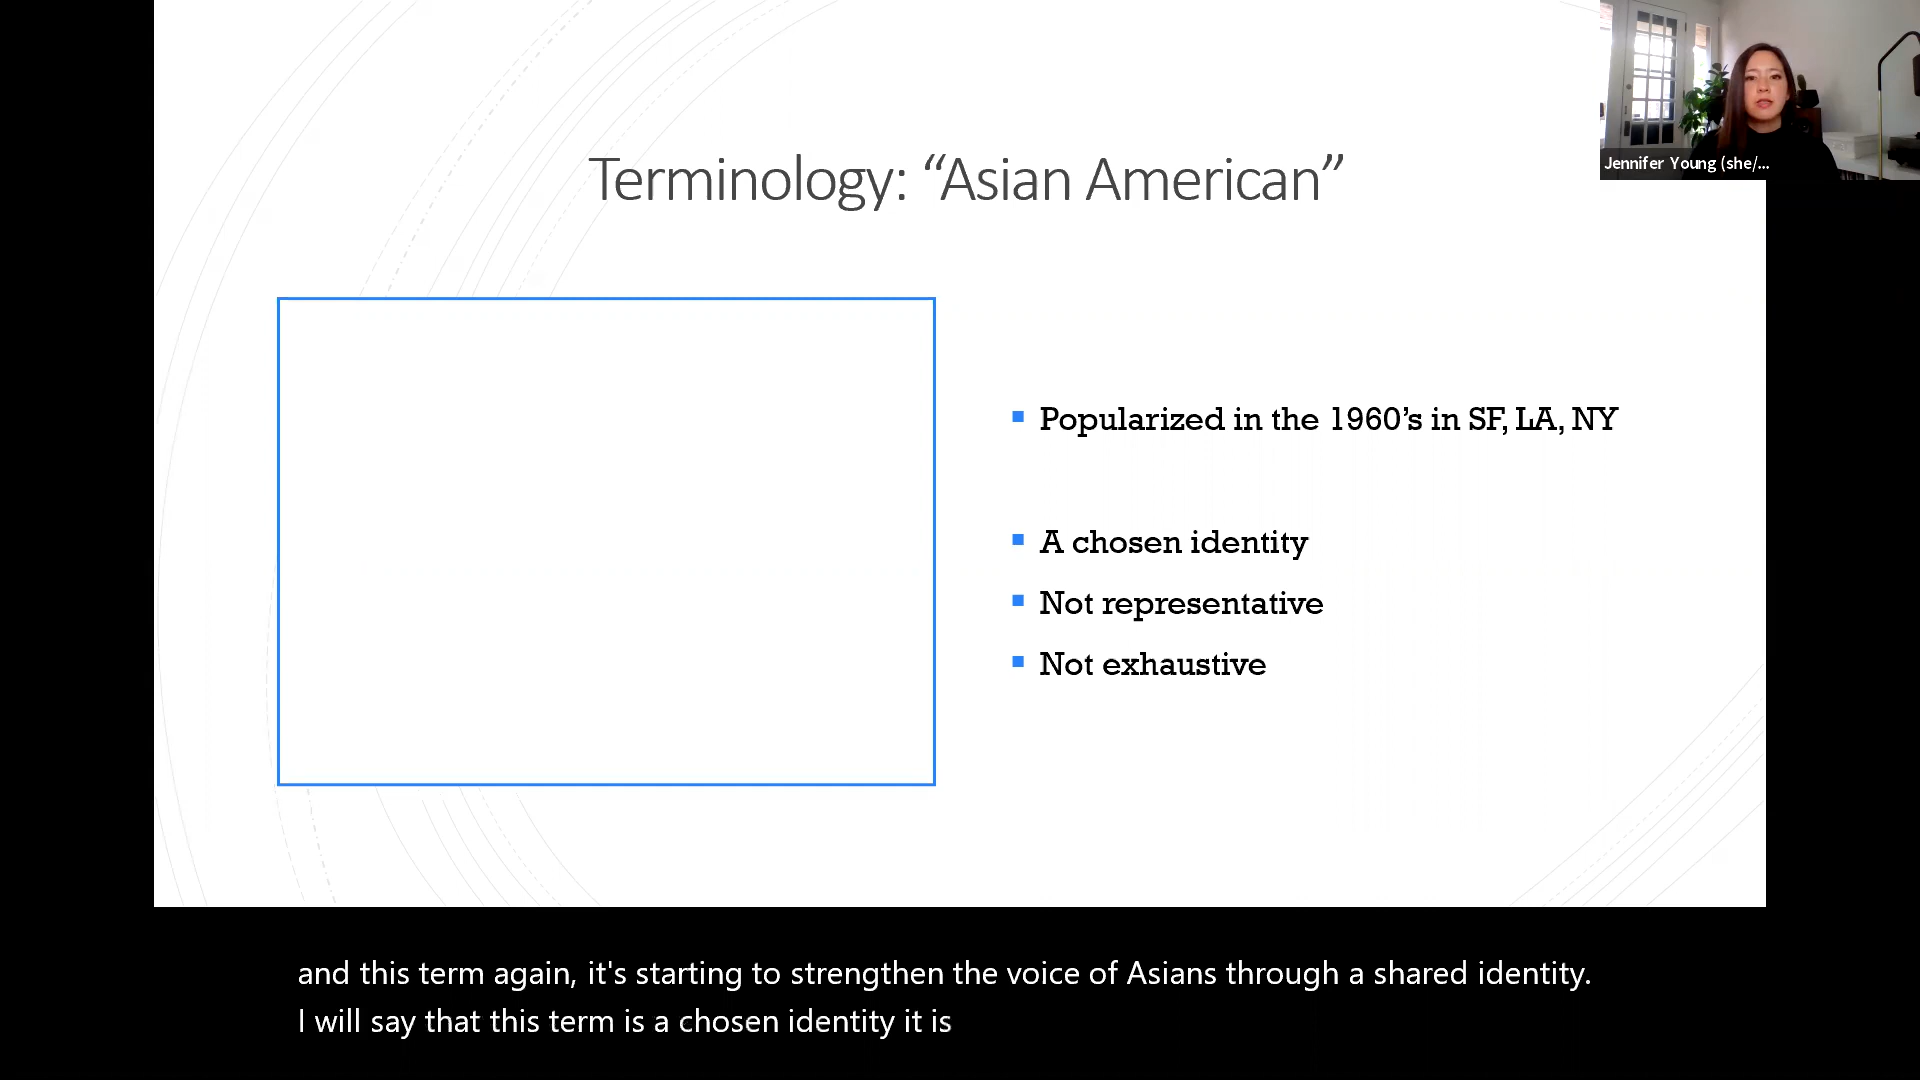 Jennifer Young (she/...
Terminology: “Asian American”
Popularized in the 1960’s in SF, LA, NY
A chosen identity
Not representative
Not exhaustive
and this term again, it's starting to strengthen the voice of Asians through a shared identity.
I will say that this term is a chosen identity it is